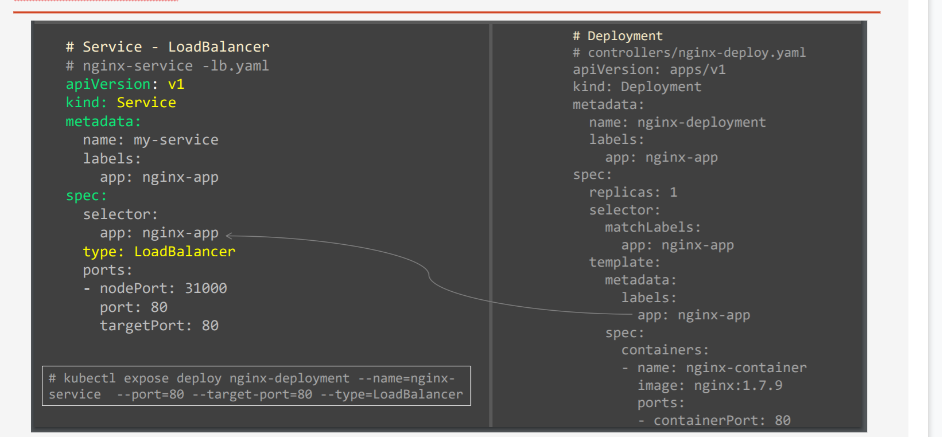 # Service - LoadBalancer
# nginx-service -lb.yaml
apiVersion: v1
kind: Service
metadata:
  name: my-service
  labels:
    app: nginx-app
spec:
  selector:
    app: nginx-app
  type: LoadBalancer
  ports:
  - nodePort: 31000
    port: 80
    targetPort: 80
# kubectl expose deploy nginx-deployment --name=nginx-
service  --port=80 --target-port=80 --type=LoadBalancer
# Deployment
# controllers/nginx-deploy.yaml
apiVersion: apps/v1
kind: Deployment
metadata:
  name: nginx-deployment
  labels:
    app: nginx-app
spec:
  replicas: 1
  selector:
    matchLabels:
      app: nginx-app
  template:
    metadata:
      labels:
        app: nginx-app
    spec:
      containers:
      - name: nginx-container
        image: nginx:1.7.9
        ports:
        - containerPort: 80